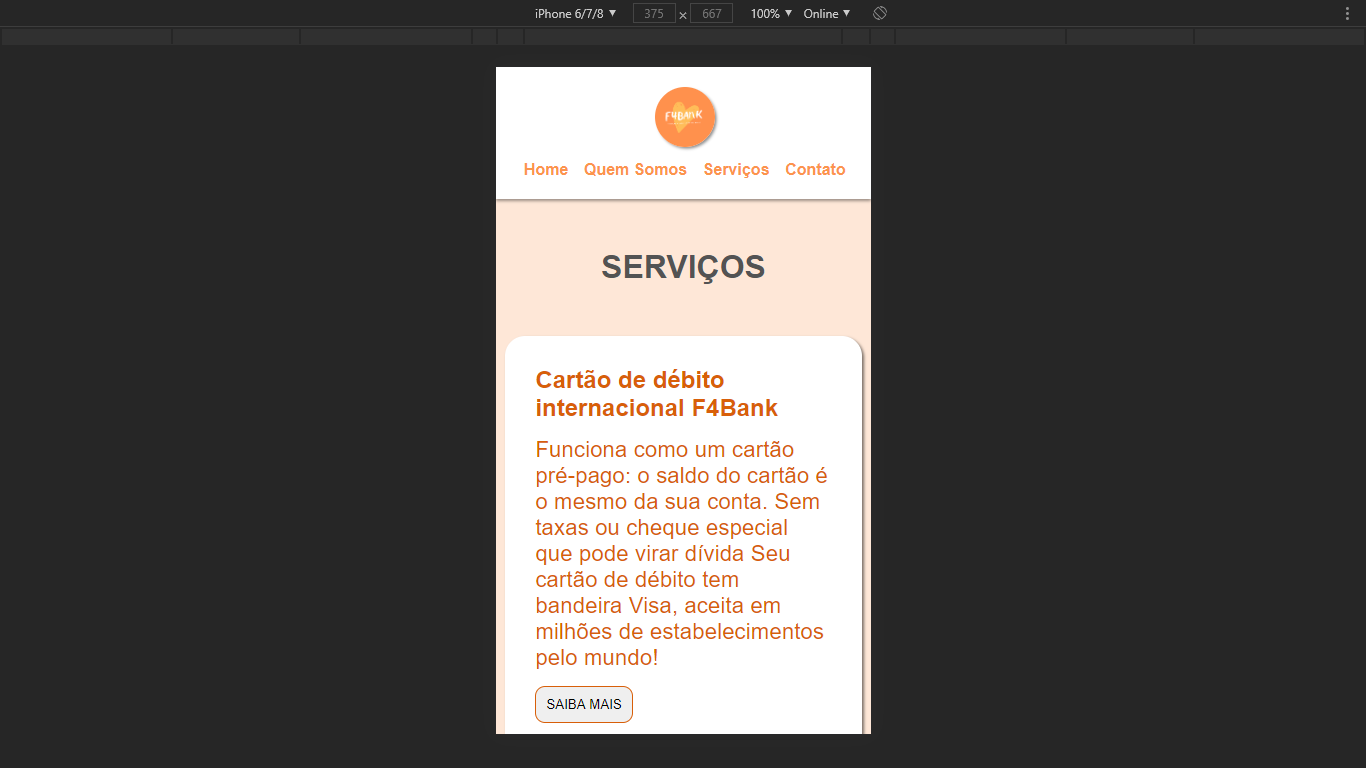 iPhone 6/7/8 ▼ 375 × 667 100% ▼ Online ▼
F4BANK
Home Quem Somos Serviços Contato
SERVIÇOS
Cartão de débito
internacional F4Bank
Funciona como um cartão
pré-pago: o saldo do cartão é
o mesmo da sua conta. Sem
taxas ou cheque especial
que pode virar dívida Seu
cartão de débito tem
bandeira Visa, aceita em
milhões de estabelecimentos
pelo mundo!
SAIBA MAIS